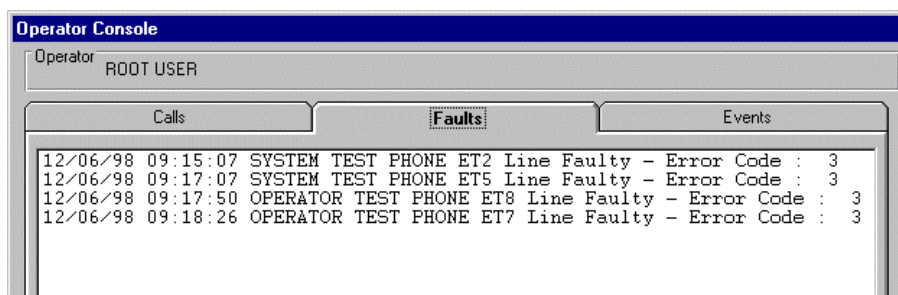 Operator Console
Operator
ROOT USER
Calls Faults Events
12/06/98 09:15:07 SYSTEM TEST PHONE ET2 Line Faulty - Error Code : 3
12/06/98 09:17:07 SYSTEM TEST PHONE ET5 Line Faulty - Error Code : 3
12/06/98 09:17:50 OPERATOR TEST PHONE ET8 Line Faulty - Error Code : 3
12/06/98 09:18:26 OPERATOR TEST PHONE ET7 Line Faulty - Error Code : 3